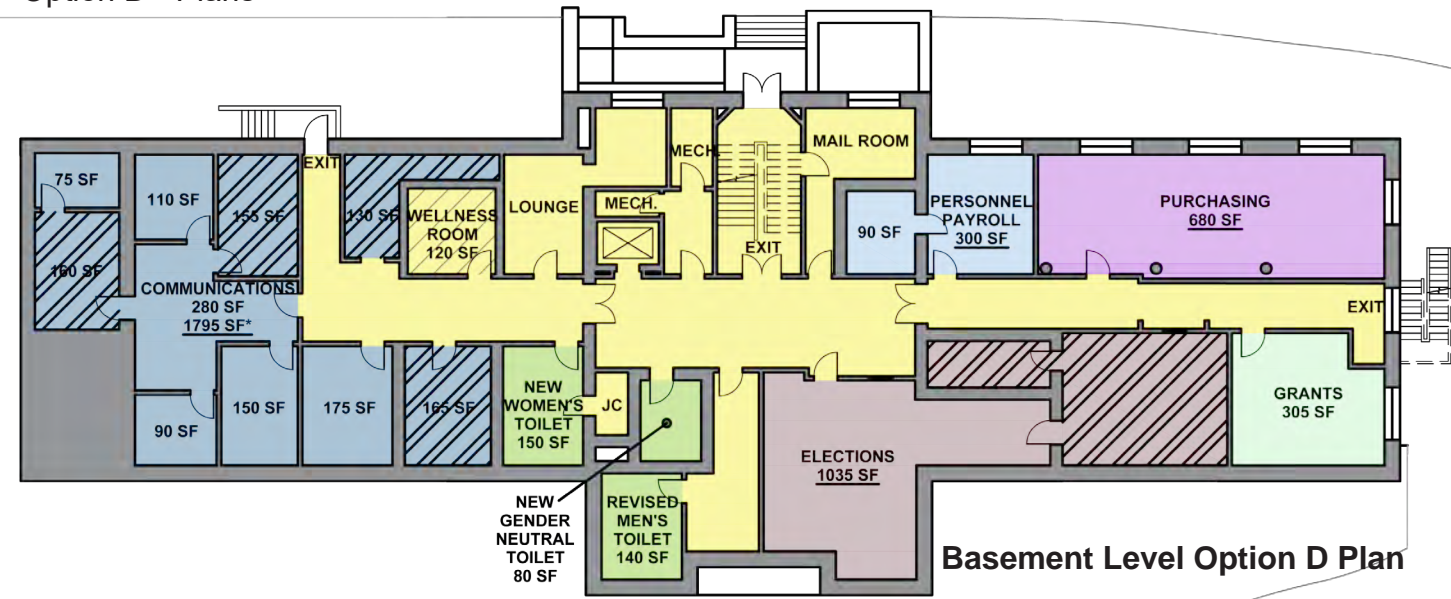 Option D - Plans
EXIT
MECH.
MAIL ROOM
75 SF
110 SF
155 SF
130 SF
WELLNESS
ROOM
120 SF
LOUNGE
MECH.
90 SF
PERSONNEL
PAYROLL
300 SF
PURCHASING
680 SF
EXIT
160 SF
COMMUNICATIONS
280 SF
1795 SF*
EXIT
150 SF
175 SF
165 SF
90 SF
NEW
WOMEN'S
TOILET
150 SF
JC
GRANTS
305 SF
ELECTIONS
1035 SF
NEW
GENDER
NEUTRAL
TOILET
80 SF
REVISED
MEN'S
TOILET
140 SF
Basement Level Option D Plan